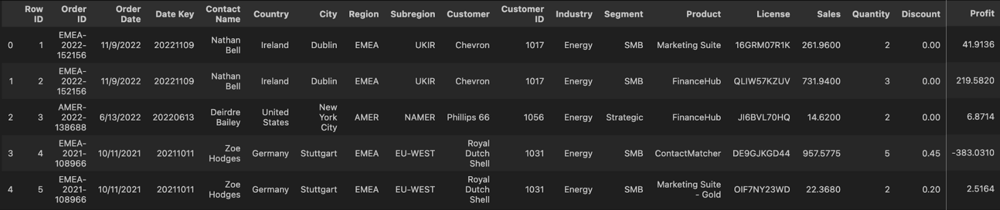 Row ID Order ID Order Date Date Key Contact Name Country City Region Subregion Customer Customer ID Industry Segment Product License Sales Quantity Discount Profit
0 1 EMEA-2022-152156 11/9/2022 20221109 Nathan Bell Ireland Dublin EMEA UKIR Chevron 1017 Energy SMB Marketing Suite 16GRM07R1K 261.9600 2 0.00 41.9136
1 2 EMEA-2022-152156 11/9/2022 20221109 Nathan Bell Ireland Dublin EMEA UKIR Chevron 1017 Energy SMB FinanceHub QLIW57KZUV 731.9400 3 0.00 219.5820
2 3 AMER-2022-138688 6/13/2022 20220613 Deirdre Bailey United States New York City AMER NAMER Phillips 66 1056 Energy Strategic FinanceHub JI6BVL70HQ 14.6200 2 0.00 6.8714
3 4 EMEA-2021-108966 10/11/2021 20211011 Zoe Hodges Germany Stuttgart EMEA EU-WEST Royal Dutch Shell 1031 Energy SMB ContactMatcher DE9GJKGD44 957.5775 5 0.45 -383.0310
4 5 EMEA-2021-108966 10/11/2021 20211011 Zoe Hodges Germany Stuttgart EMEA EU-WEST Royal Dutch Shell 1031 Energy SMB Marketing Suite - Gold OIF7NY23WD 22.3680 2 0.20 2.5164